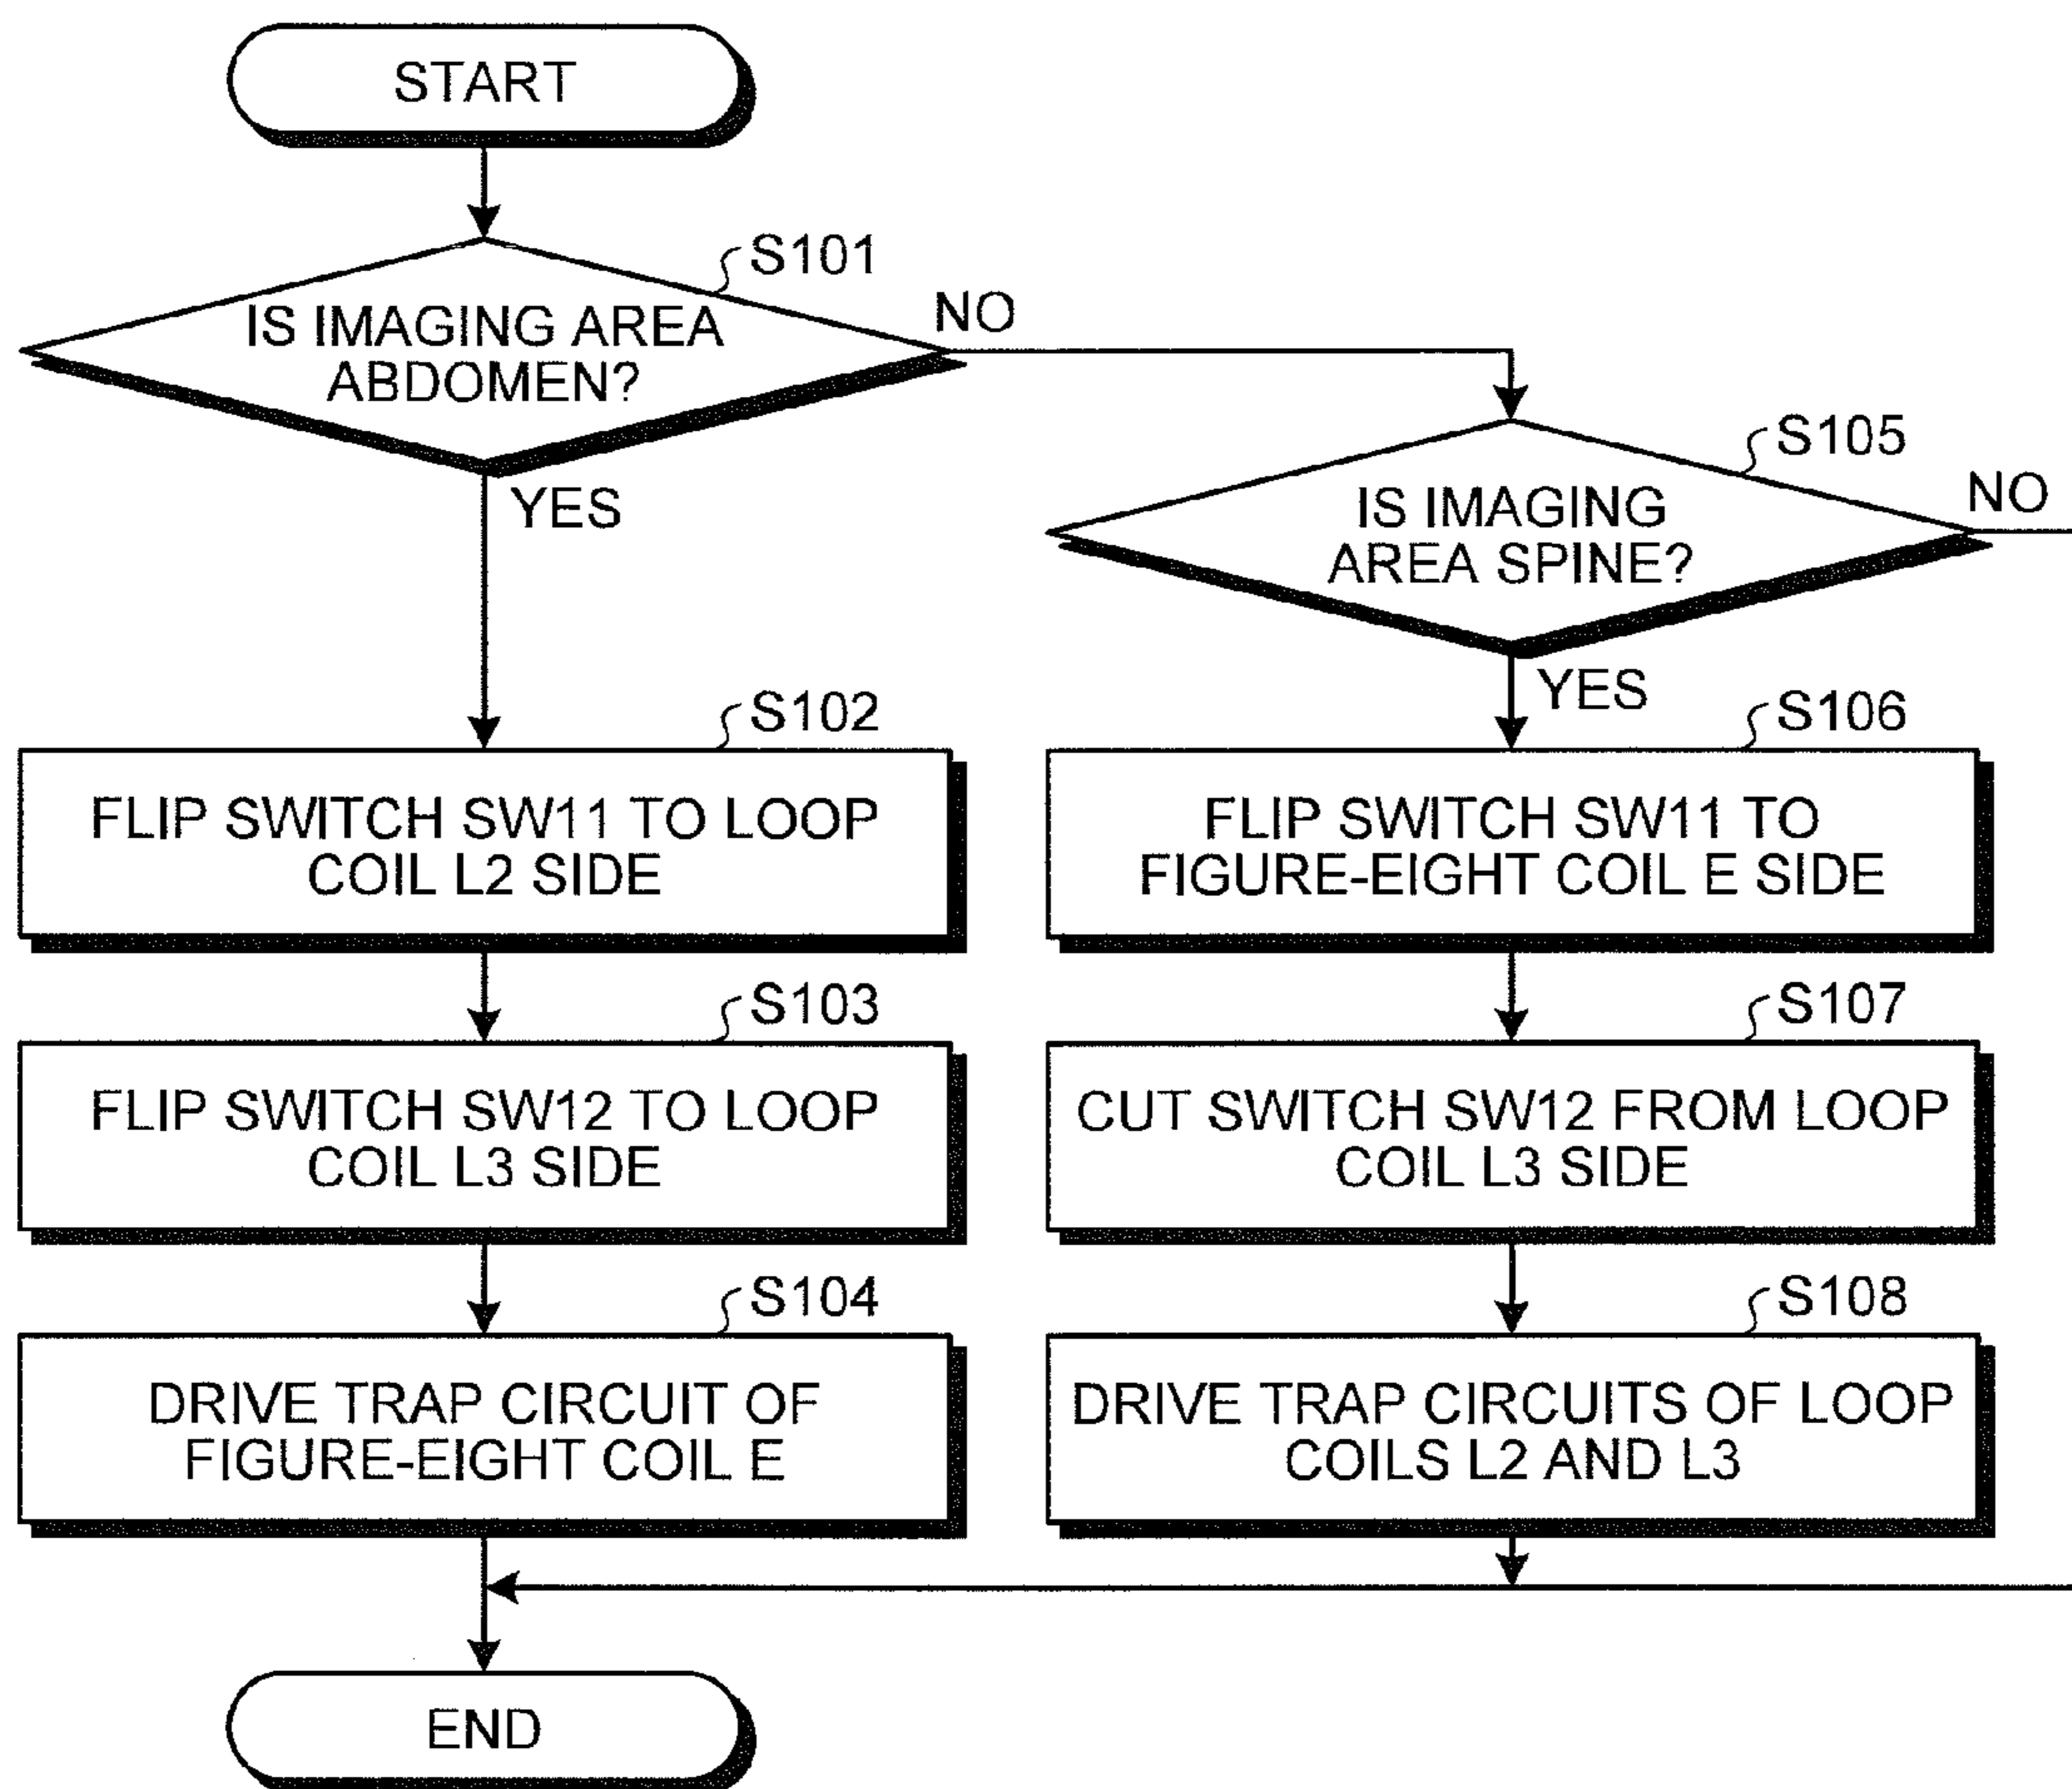 START
S101
IS IMAGING AREA
ABDOMEN?
NO
YES
S105
IS IMAGING
AREA SPINE?
NO
YES
S102
FLIP SWITCH SW11 TO LOOP
COIL L2 SIDE
S106
FLIP SWITCH SW11 TO
FIGURE-EIGHT COIL E SIDE
S103
FLIP SWITCH SW12 TO LOOP
COIL L3 SIDE
S107
CUT SWITCH SW12 FROM LOOP
COIL L3 SIDE
S104
DRIVE TRAP CIRCUIT OF
FIGURE-EIGHT COIL E
S108
DRIVE TRAP CIRCUITS OF LOOP
COILS L2 AND L3
END